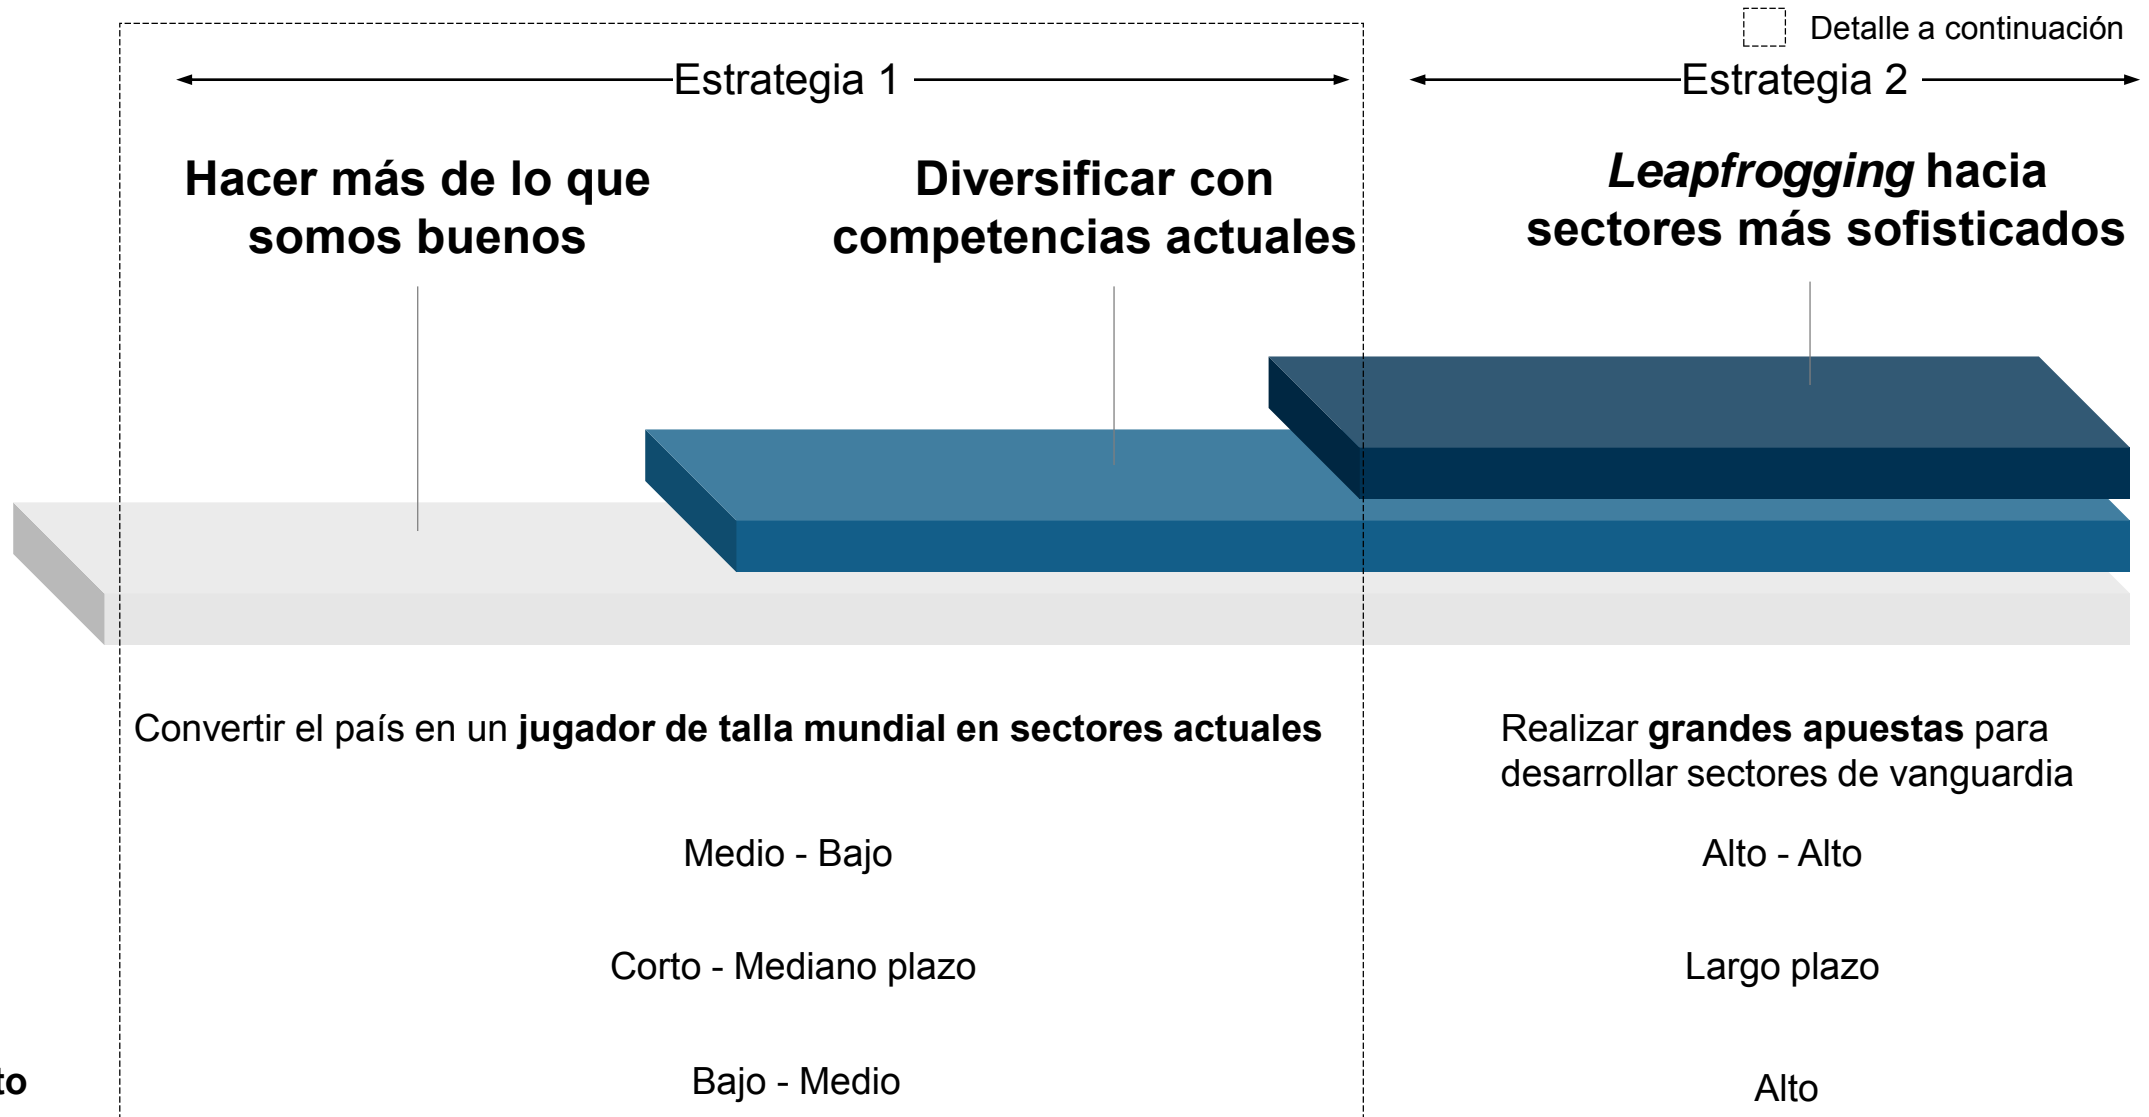 Detalle a continuación
Estrategia 1
Estrategia 2
Hacer más de lo que
somos buenos
Diversificar con
competencias actuales
Leapfrogging hacia
sectores más sofisticados
Convertir el país en un jugador de talla mundial en sectores actuales
Realizar grandes apuestas para
desarrollar sectores de vanguardia
Medio - Bajo
Alto - Alto
Corto - Mediano plazo
Largo plazo
Bajo - Medio
Alto